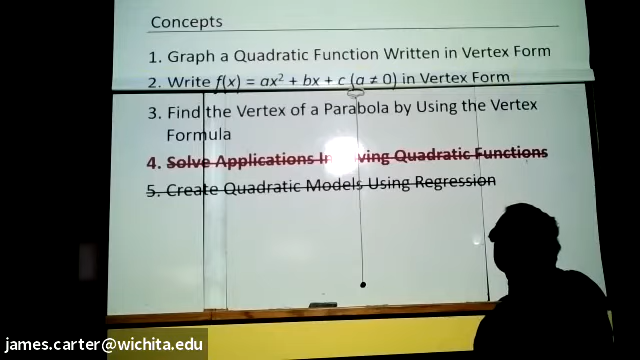 Concepts
1. Graph a Quadratic Function Written in Vertex Form
2. Write f(x) = ax² + bx + c (a ≠ 0) in Vertex Form
3. Find the Vertex of a Parabola by Using the Vertex
Formula
4. Solve Applications Quadratic Functions
5. Create Quadratic Models Using Regression
james.carter@wichita.edu